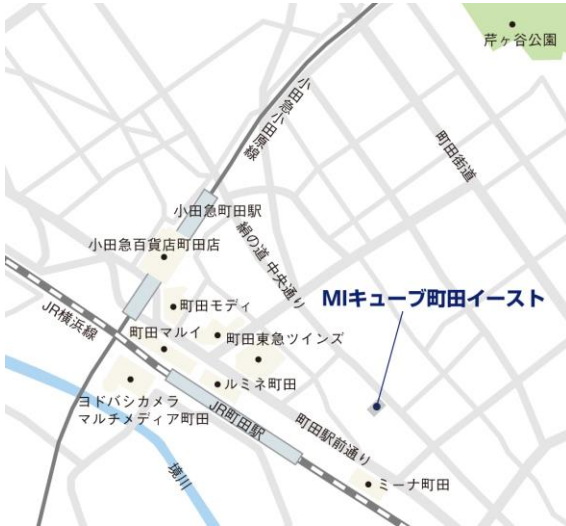 芹ヶ谷公園
小田急小田原線
町田街道
小田急町田駅
小田急百貨店町田店
絹の道 中央通り
MIキューブ町田イースト
町田モディ
JR横浜線
町田マルイ
町田東急ツインズ
ルミネ町田
ヨドバシカメラ
マルチメディア町田
JR町田駅
町田駅前通り
境川
ミーナ町田